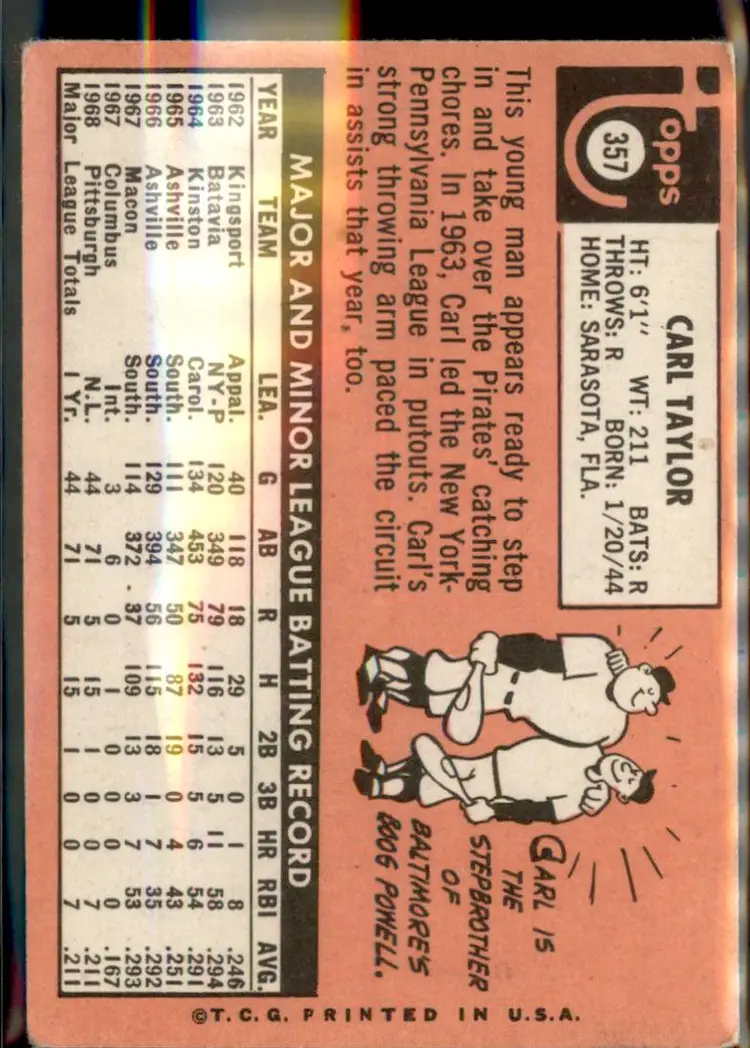 Topps
357
CARL TAYLOR
HT: 6'1" WT: 211 BATS: R
THROWS: R BORN: 1/20/44
HOME: SARASOTA, FLA.
This young man appears ready to step
in and take over the Pirates' catching
chores. In 1963, Carl led the New York-
Pennsylvania League in putouts. Carl's
strong throwing arm paced the circuit
in assists that year, too.
CARL IS
THE
STEPBROTHER
OF
BALTIMORE'S
BOOG POWELL.
MAJOR AND MINOR LEAGUE BATTING RECORD
YEAR TEAM LEA. G AB R H 2B 3B HR RBI AVG.
1962 Kingsport Appal. 40 118 18 29 5 0 1 8 .246
1963 Batavia NY-P 120 349 79 116 13 5 11 58 .294
1964 Kinston Carol. 134 453 75 132 15 5 6 54 .291
1965 Ashville South. 111 347 50 87 19 0 4 43 .251
1966 Ashville South. 129 394 56 115 18 1 7 35 .292
1967 Macon South. 114 372 37 109 13 3 7 53 .293
1967 Columbus Int. 3 6 0 1 0 0 0 0 .167
1968 Pittsburgh N.L. 44 71 5 15 1 0 0 7 .211
Major League Totals 1 Yr. 44 71 5 15 1 0 0 7 .211
©T.C.G. PRINTED IN U.S.A.